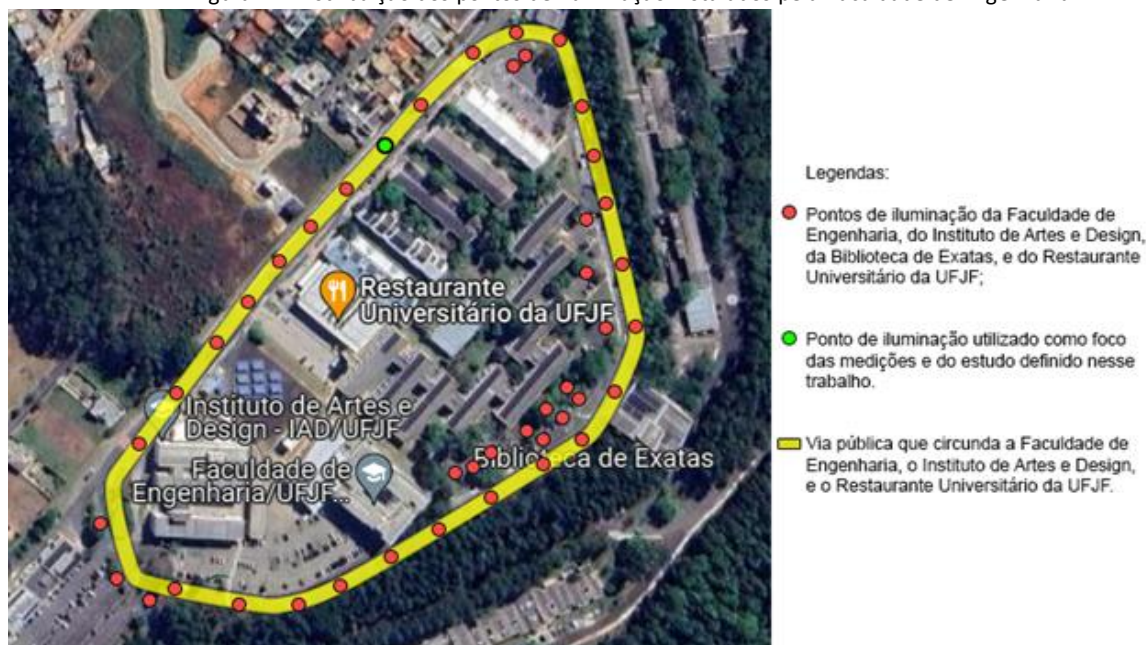 Legendas:
Pontos de iluminação da Faculdade de
Engenharia, do Instituto de Artes e Design,
da Biblioteca de Exatas, e do Restaurante
Universitário da UFJF;
Ponto de iluminação utilizado como foco
das medições e do estudo definido nesse
trabalho.
Via pública que circunda a Faculdade de
Engenharia, o Instituto de Artes e Design,
e o Restaurante Universitário da UFJF.
Restaurante
Universitário da UFJF
Instituto de Artes e
Design - IAD/UFJF
Faculdade de
Engenharia/UFJF...
Biblioteca de Exatas